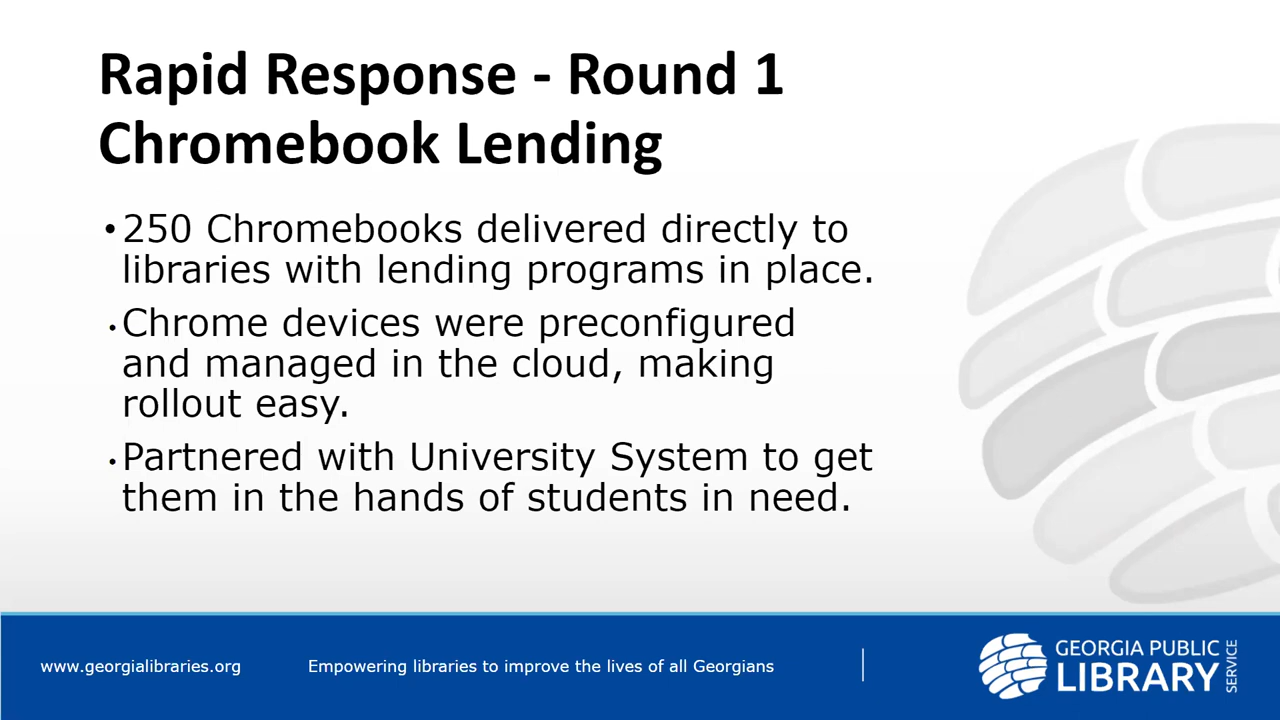 Rapid Response - Round 1
Chromebook Lending
•250 Chromebooks delivered directly to
libraries with lending programs in place.
•Chrome devices were preconfigured
and managed in the cloud, making
rollout easy.
•Partnered with University System to get
them in the hands of students in need.
www.georgialibraries.org
Empowering libraries to improve the lives of all Georgians
GEORGIA PUBLIC
LIBRARY
SERVICE